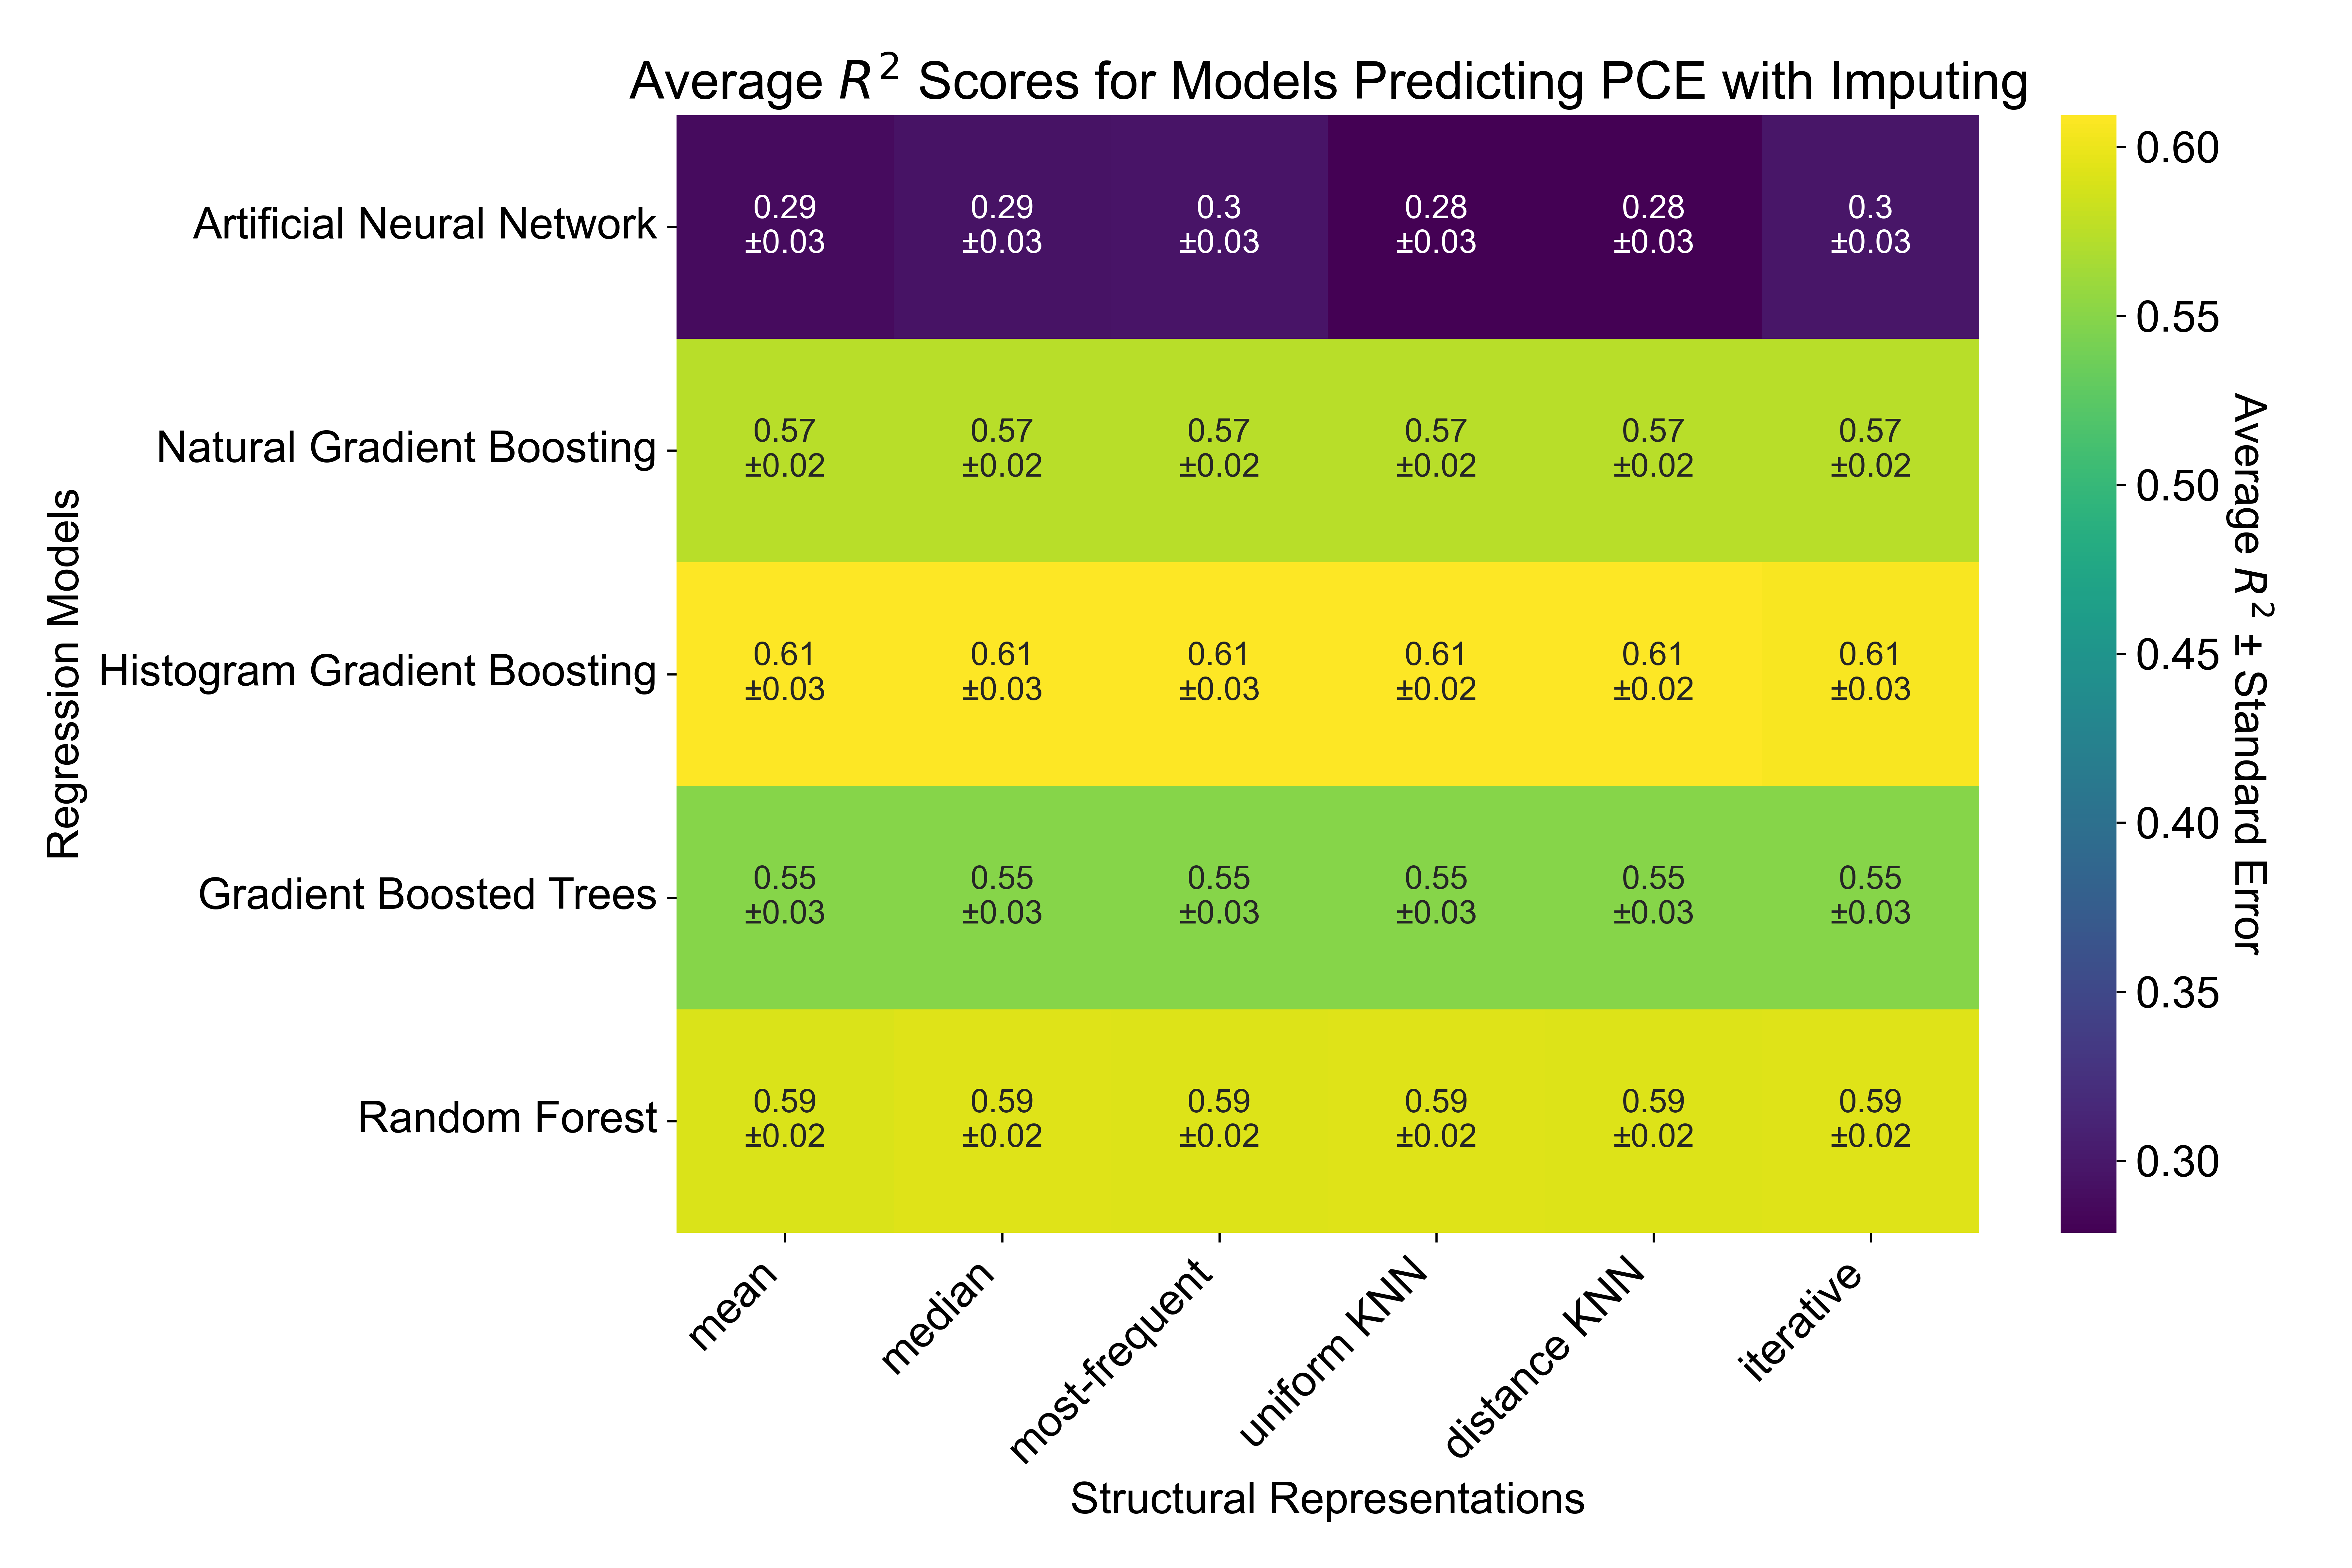 Average R² Scores for Models Predicting PCE with Imputing
Regression Models
Artificial Neural Network
0.29 0.29 0.3 0.28 0.28 0.3
±0.03 ±0.03 ±0.03 ±0.03 ±0.03 ±0.03
Natural Gradient Boosting
0.57 0.57 0.57 0.57 0.57 0.57
±0.02 ±0.02 ±0.02 ±0.02 ±0.02 ±0.02
Histogram Gradient Boosting
0.61 0.61 0.61 0.61 0.61 0.61
±0.03 ±0.03 ±0.03 ±0.02 ±0.02 ±0.03
Gradient Boosted Trees
0.55 0.55 0.55 0.55 0.55 0.55
±0.03 ±0.03 ±0.03 ±0.03 ±0.03 ±0.03
Random Forest
0.59 0.59 0.59 0.59 0.59 0.59
±0.02 ±0.02 ±0.02 ±0.02 ±0.02 ±0.02
mean
median
most-frequent
uniform KNN
distance KNN
iterative
Structural Representations
0.60
0.55
0.50
0.45
0.40
0.35
0.30
Average R² ± Standard Error